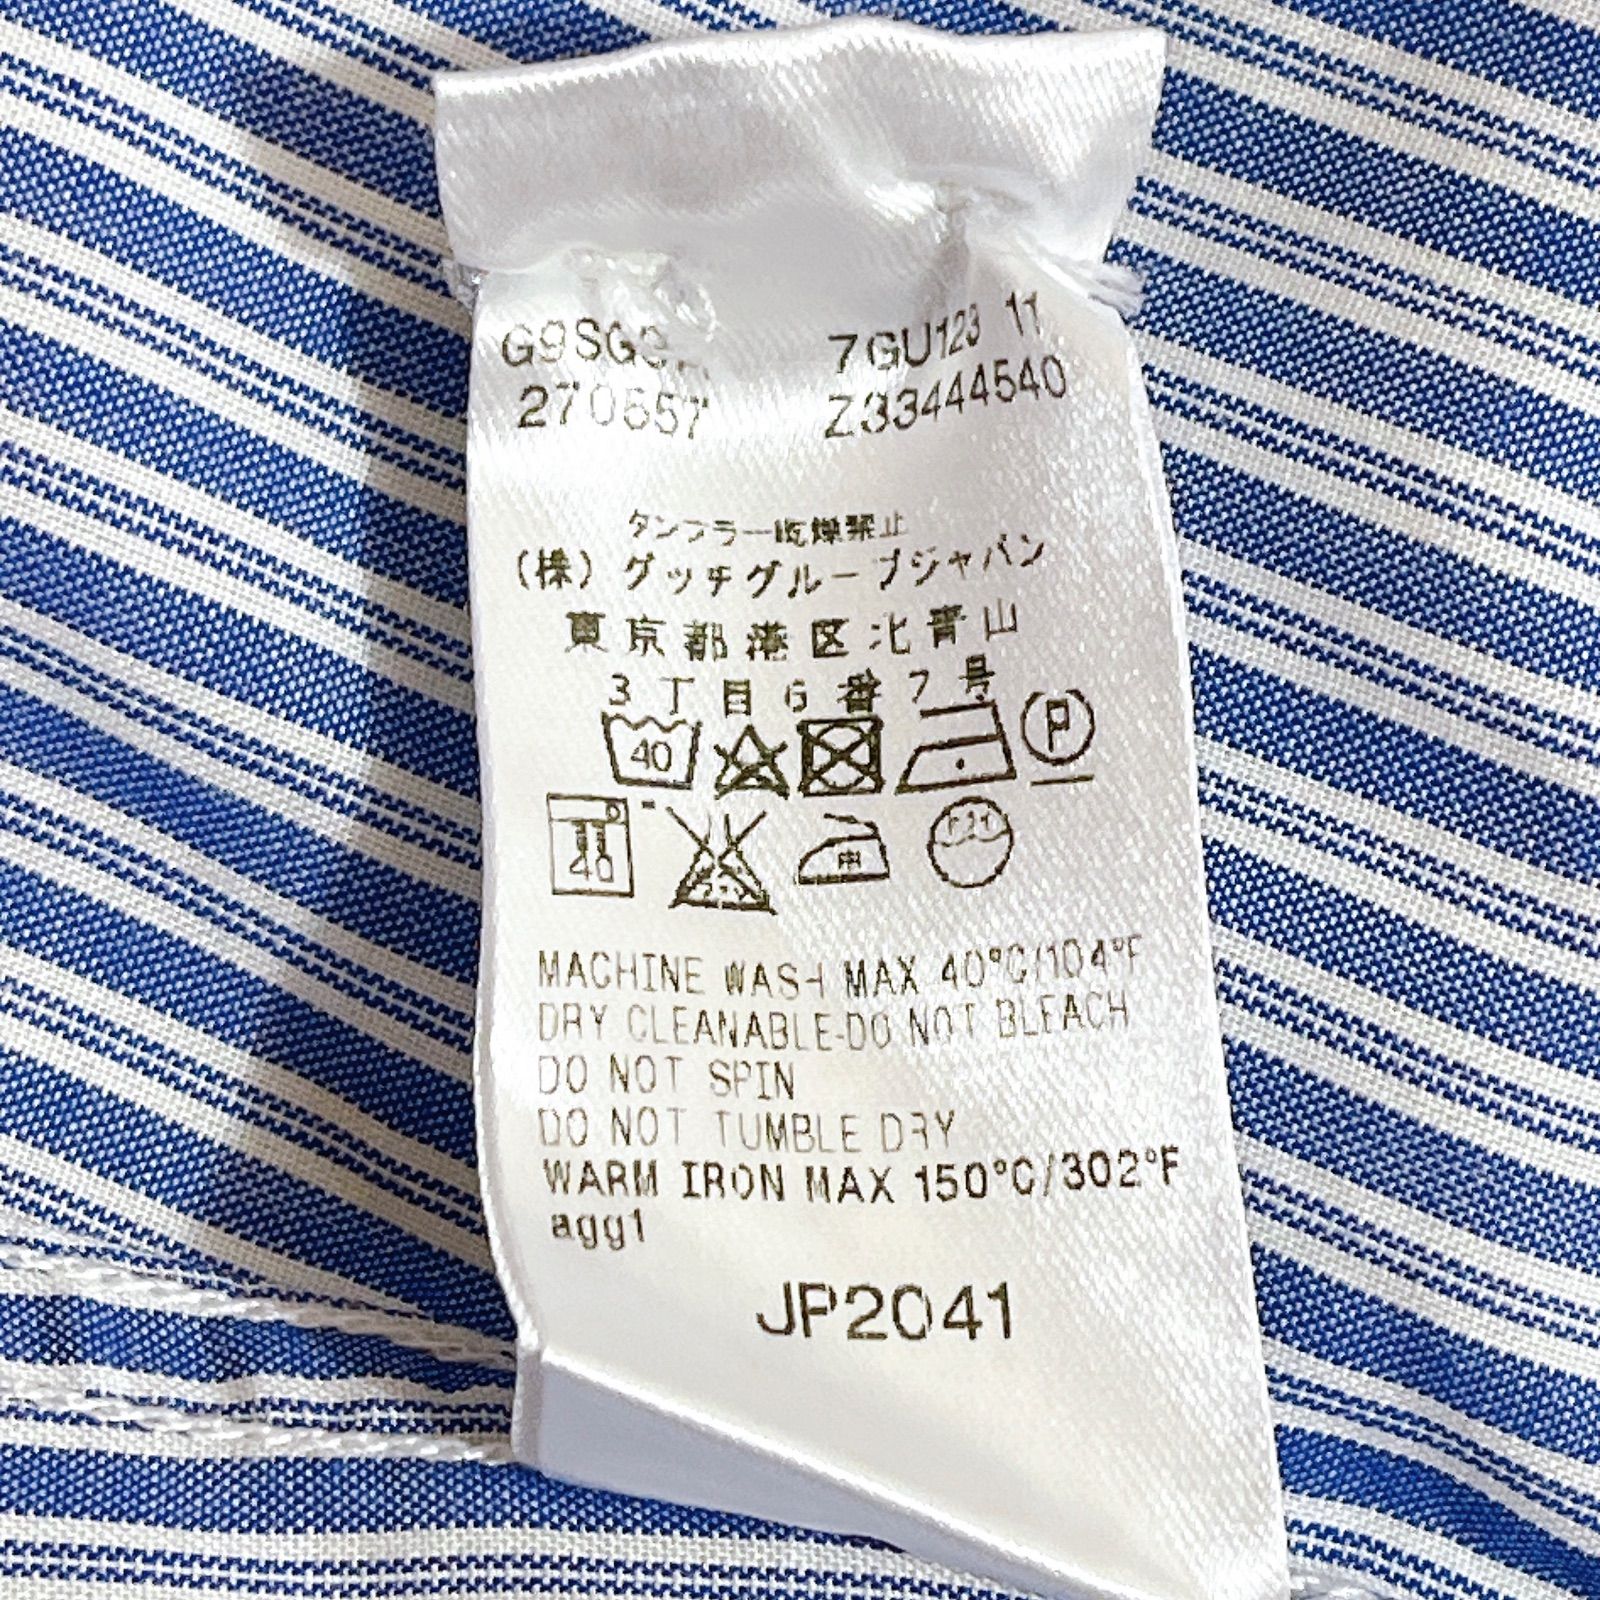 7GU123 11
270657 Z33444540
タンブラー乾燥禁止
(株) グッチグループジャパン
東京都港区北青山
3丁目6番7号
40 P
40 中
MACHINE WASH MAX 40°C/104°F
DRY CLEANABLE-DO NOT BLEACH
DO NOT SPIN
DO NOT TUMBLE DRY
WARM IRON MAX 150°C/302°F
agg1
JP2041